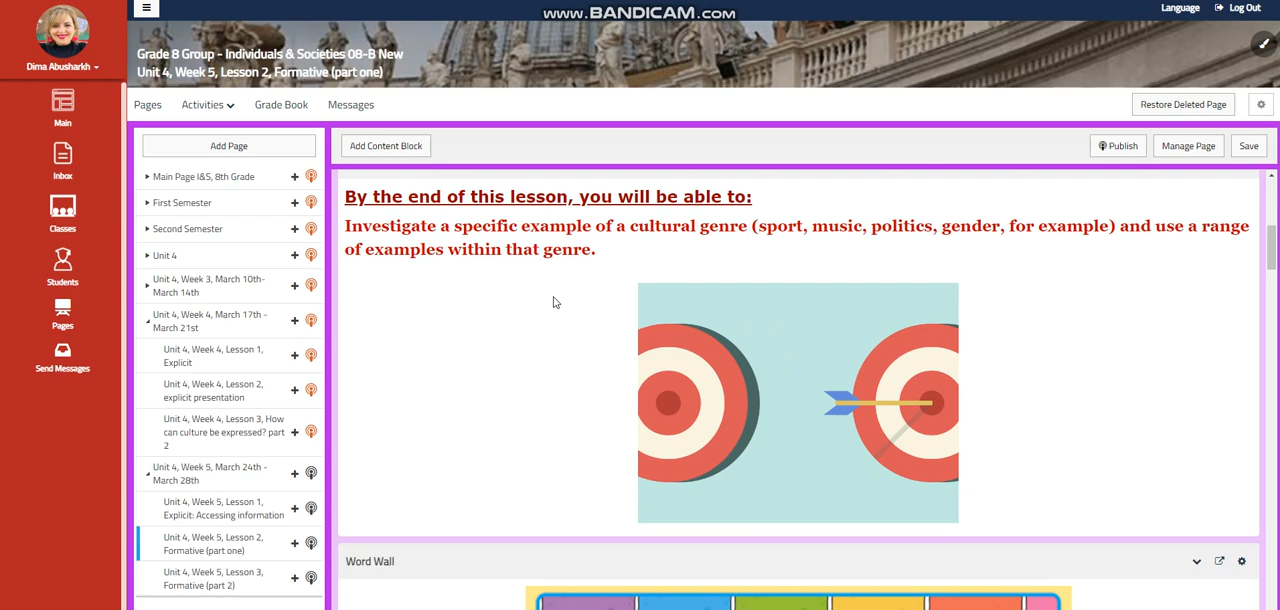 www.BANDICAM.com
Language
Log Out
Dima Abusharkh
Grade 8 Group - Individuals & Societies 08-B New
Unit 4, Week 5, Lesson 2, Formative (part one)
Pages
Activities
Grade Book
Messages
Restore Deleted Page
Main
Inbox
Classes
Students
Pages
Send Messages
Add Page
Main Page I&S, 8th Grade
First Semester
Second Semester
Unit 4
Unit 4, Week 3, March 10th-
March 14th
Unit 4, Week 4, March 17th -
March 21st
Unit 4, Week 4, Lesson 1,
Explicit
Unit 4, Week 4, Lesson 2,
explicit presentation
Unit 4, Week 4, Lesson 3, How
can culture be expressed? part
2
Unit 4, Week 5, March 24th -
March 28th
Unit 4, Week 5, Lesson 1,
Explicit: Accessing information
Unit 4, Week 5, Lesson 2,
Formative (part one)
Unit 4, Week 5, Lesson 3,
Formative (part 2)
Add Content Block
Publish
Manage Page
Save
By the end of this lesson, you will be able to:
Investigate a specific example of a cultural genre (sport, music, politics, gender, for example) and use a range
of examples within that genre.
Word Wall